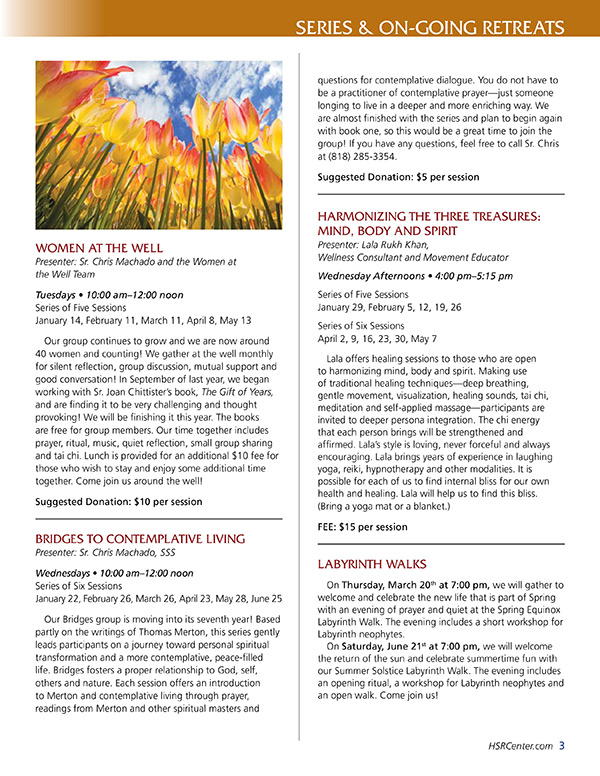 SERIES & ON-GOING RETREATS
WOMEN AT THE WELL
Presenter: Sr. Chris Machado and the Women at
the Well Team
Tuesdays • 10:00 am–12:00 noon
Series of Five Sessions
January 14, February 11, March 11, April 8, May 13
Our group continues to grow and we are now around
40 women and counting! We gather at the well monthly
for silent reflection, group discussion, mutual support and
good conversation! In September of last year, we began
working with Sr. Joan Chittister's book, The Gift of Years,
and are finding it to be very challenging and thought
provoking! We will be finishing it this year. The books
are free for group members. Our time together includes
prayer, ritual, music, quiet reflection, small group sharing
and tai chi. Lunch is provided for an additional $10 fee for
those who wish to stay and enjoy some additional time
together. Come join us around the well!
Suggested Donation: $10 per session
BRIDGES TO CONTEMPLATIVE LIVING
Presenter: Sr. Chris Machado, SSS
Wednesdays • 10:00 am–12:00 noon
Series of Six Sessions
January 22, February 26, March 26, April 23, May 28, June 25
Our Bridges group is moving into its seventh year! Based
partly on the writings of Thomas Merton, this series gently
leads participants on a journey toward personal spiritual
transformation and a more contemplative, peace-filled
life. Bridges fosters a proper relationship to God, self,
others and nature. Each session offers an introduction
to Merton and contemplative living through prayer,
readings from Merton and other spiritual masters and
questions for contemplative dialogue. You do not have to
be a practitioner of contemplative prayer—just someone
longing to live in a deeper and more enriching way. We
are almost finished with the series and plan to begin again
with book one, so this would be a great time to join the
group! If you have any questions, feel free to call Sr. Chris
at (818) 285-3354.
Suggested Donation: $5 per session
HARMONIZING THE THREE TREASURES:
MIND, BODY AND SPIRIT
Presenter: Lala Rukh Khan,
Wellness Consultant and Movement Educator
Wednesday Afternoons • 4:00 pm–5:15 pm
Series of Five Sessions
January 29, February 5, 12, 19, 26
Series of Six Sessions
April 2, 9, 16, 23, 30, May 7
Lala offers healing sessions to those who are open
to harmonizing mind, body and spirit. Making use
of traditional healing techniques—deep breathing,
gentle movement, visualization, healing sounds, tai chi,
meditation and self-applied massage—participants are
invited to deeper persona integration. The chi energy
that each person brings will be strengthened and
affirmed. Lala's style is loving, never forceful and always
encouraging. Lala brings years of experience in laughing
yoga, reiki, hypnotherapy and other modalities. It is
possible for each of us to find internal bliss for our own
health and healing. Lala will help us to find this bliss.
(Bring a yoga mat or a blanket.)
FEE: $15 per session
LABYRINTH WALKS
On Thursday, March 20th at 7:00 pm, we will gather to
welcome and celebrate the new life that is part of Spring
with an evening of prayer and quiet at the Spring Equinox
Labyrinth Walk. The evening includes a short workshop for
Labyrinth neophytes.
On Saturday, June 21st at 7:00 pm, we will welcome
the return of the sun and celebrate summertime fun with
our Summer Solstice Labyrinth Walk. The evening includes
an opening ritual, a workshop for Labyrinth neophytes and
an open walk. Come join us!
HSRCenter.com 3